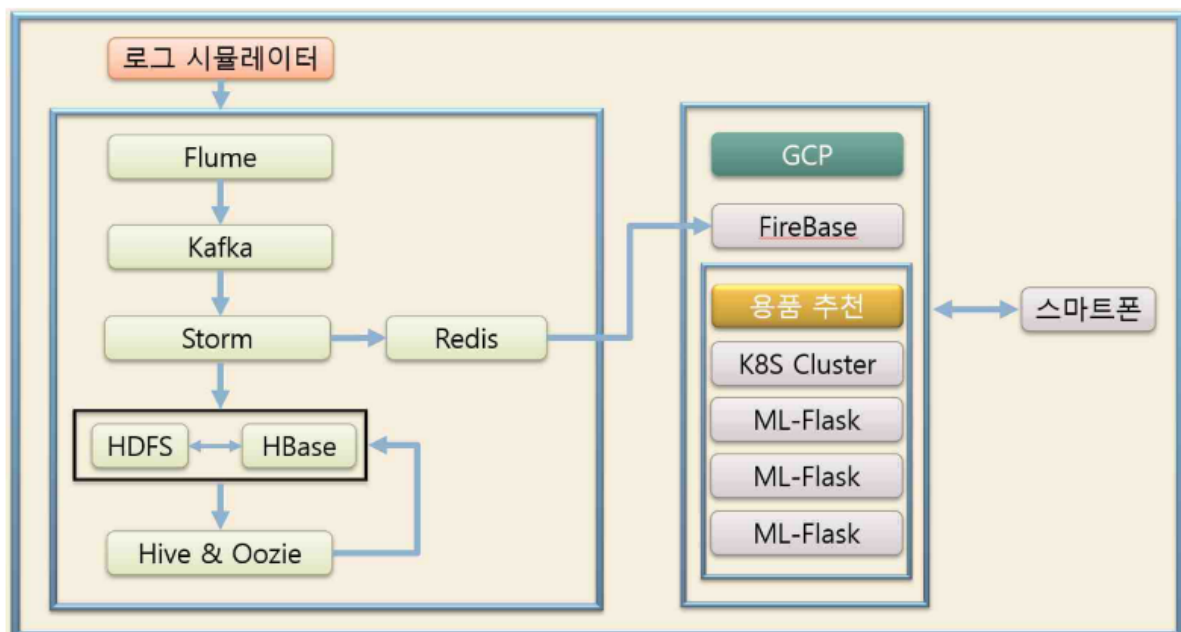 로그 시뮬레이터
Flume
Kafka
Storm
Redis
HDFS
HBase
Hive & Oozie
GCP
FireBase
용품 추천
K8S Cluster
ML-Flask
ML-Flask
ML-Flask
스마트폰